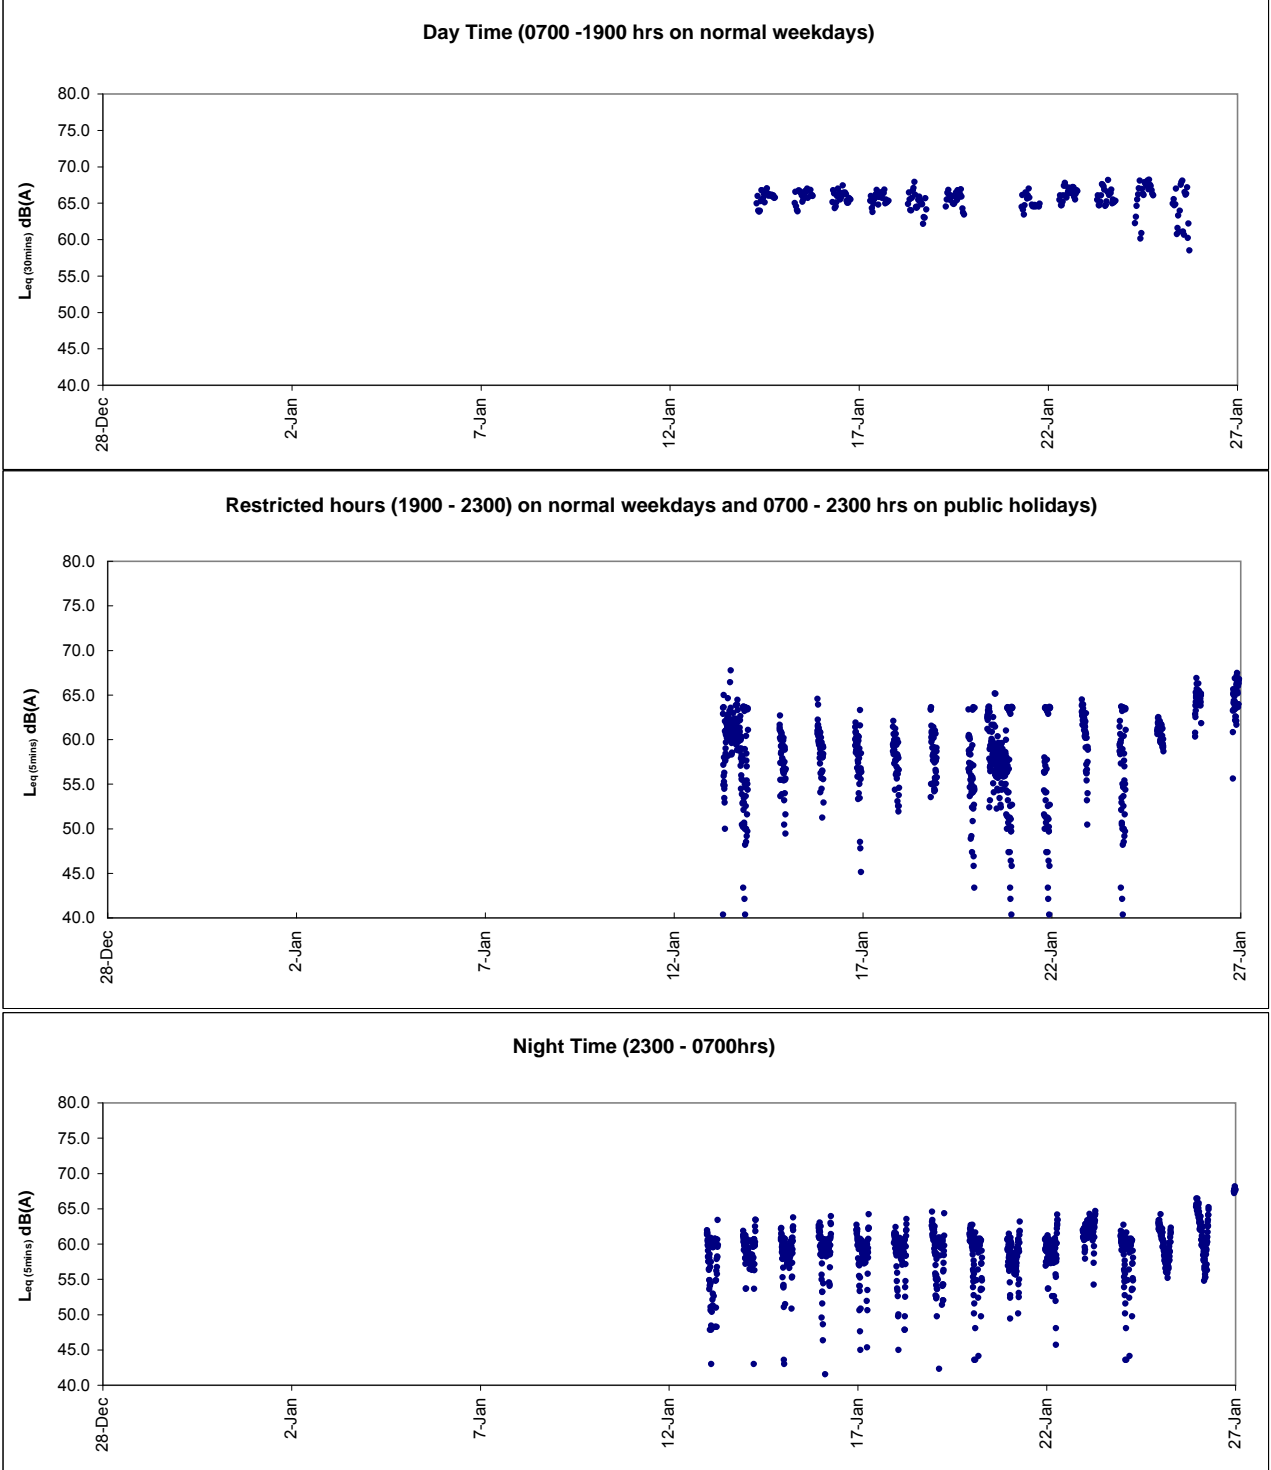 Day Time (0700 -1900 hrs on normal weekdays)
80.0
75.0
70.0
65.0
60.0
55.0
50.0
45.0
40.0
Leq (30mins) dB(A)
28-Dec
2-Jan
7-Jan
12-Jan
17-Jan
22-Jan
27-Jan
Restricted hours (1900 - 2300) on normal weekdays and 0700 - 2300 hrs on public holidays)
80.0
75.0
70.0
65.0
60.0
55.0
50.0
45.0
40.0
Leq (5mins) dB(A)
28-Dec
2-Jan
7-Jan
12-Jan
17-Jan
22-Jan
27-Jan
Night Time (2300 - 0700hrs)
80.0
75.0
70.0
65.0
60.0
55.0
50.0
45.0
40.0
Leq (5mins) dB(A)
28-Dec
2-Jan
7-Jan
12-Jan
17-Jan
22-Jan
27-Jan